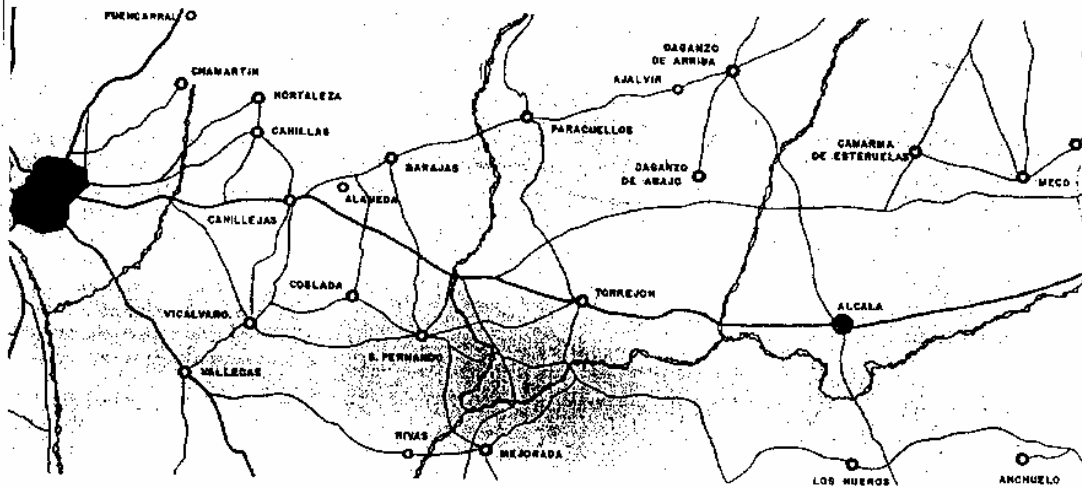 FUENCARRAL
CHAMARTIN
HORTALEZA
CANILLAS
BARAJAS
ALAMEDA
CANILLEJAS
PARACUELLOS
AJALVIR
DAGANZO
DE ARRIBA
DAGANZO
DE ABAJO
CAMARMA
DE ESTERUELAS
MECO
COSLADA
VICALVARO.
S. FERNANDO
TORREJON
ALCALA
VALLECAS
RIVAS
MEJORADA
LOS HUEROS
ANCHUELO